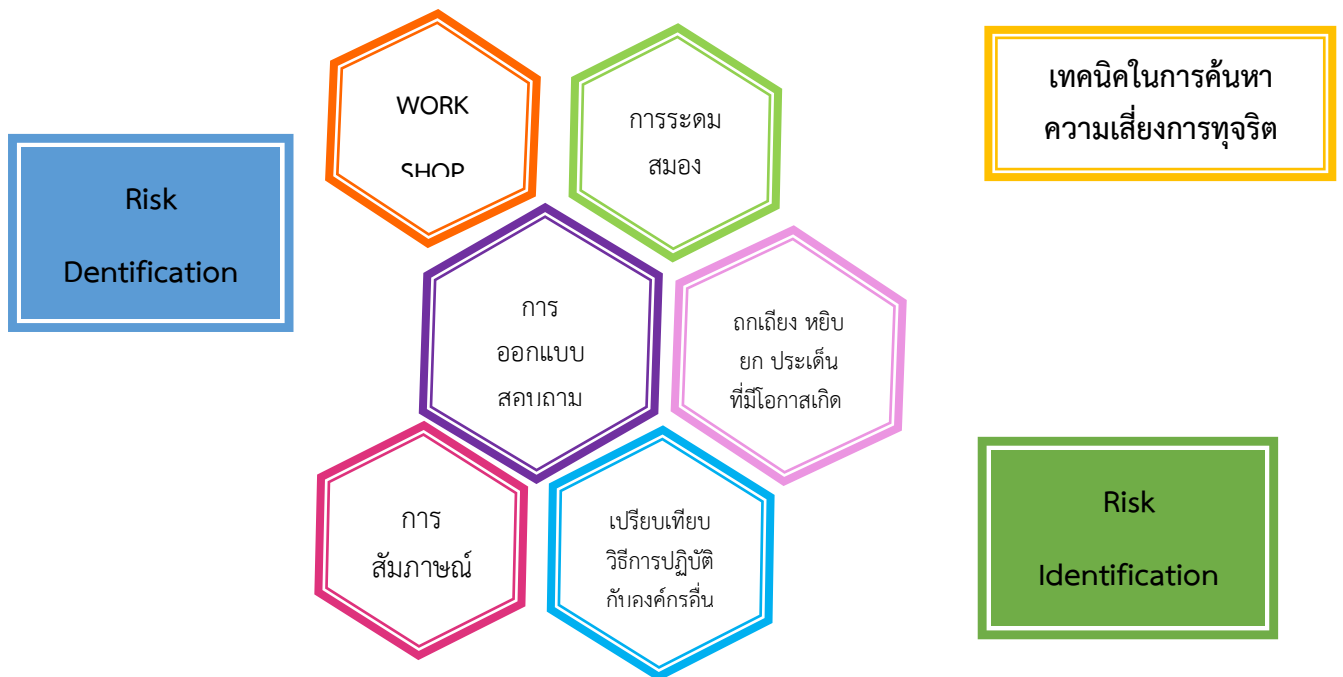 WORK
SHOP
การระดม
สมอง
เทคนิคในการค้นหา
ความเสี่ยงการทุจริต
Risk
Dentification
การ
ออกแบบ
สอบถาม
ถกเถียง หยิบ
ยก ประเด็น
ที่มีโอกาสเกิด
การ
สัมภาษณ์
เปรียบเทียบ
วิธีการปฏิบัติ
กับองค์กรอื่น
Risk
Identification